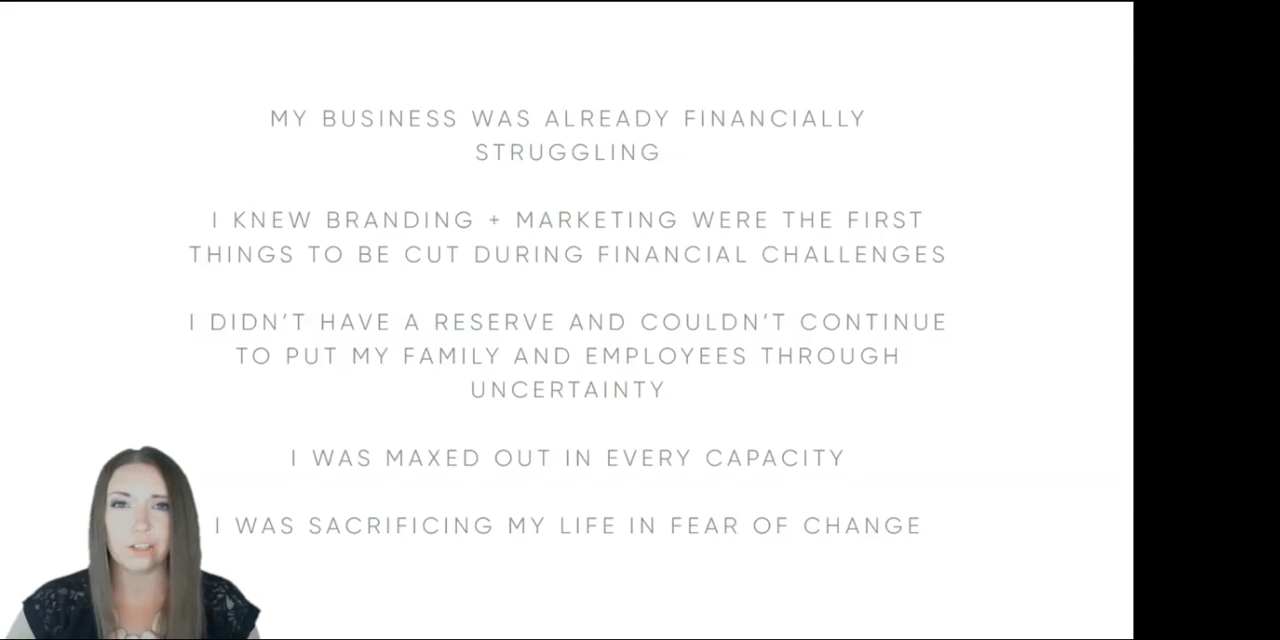 MY BUSINESS WAS ALREADY FINANCIALLY
STRUGGLING
I KNEW BRANDING + MARKETING WERE THE FIRST
THINGS TO BE CUT DURING FINANCIAL CHALLENGES
I DIDN'T HAVE A RESERVE AND COULDN'T CONTINUE
TO PUT MY FAMILY AND EMPLOYEES THROUGH
UNCERTAINTY
I WAS MAXED OUT IN EVERY CAPACITY
I WAS SACRIFICING MY LIFE IN FEAR OF CHANGE